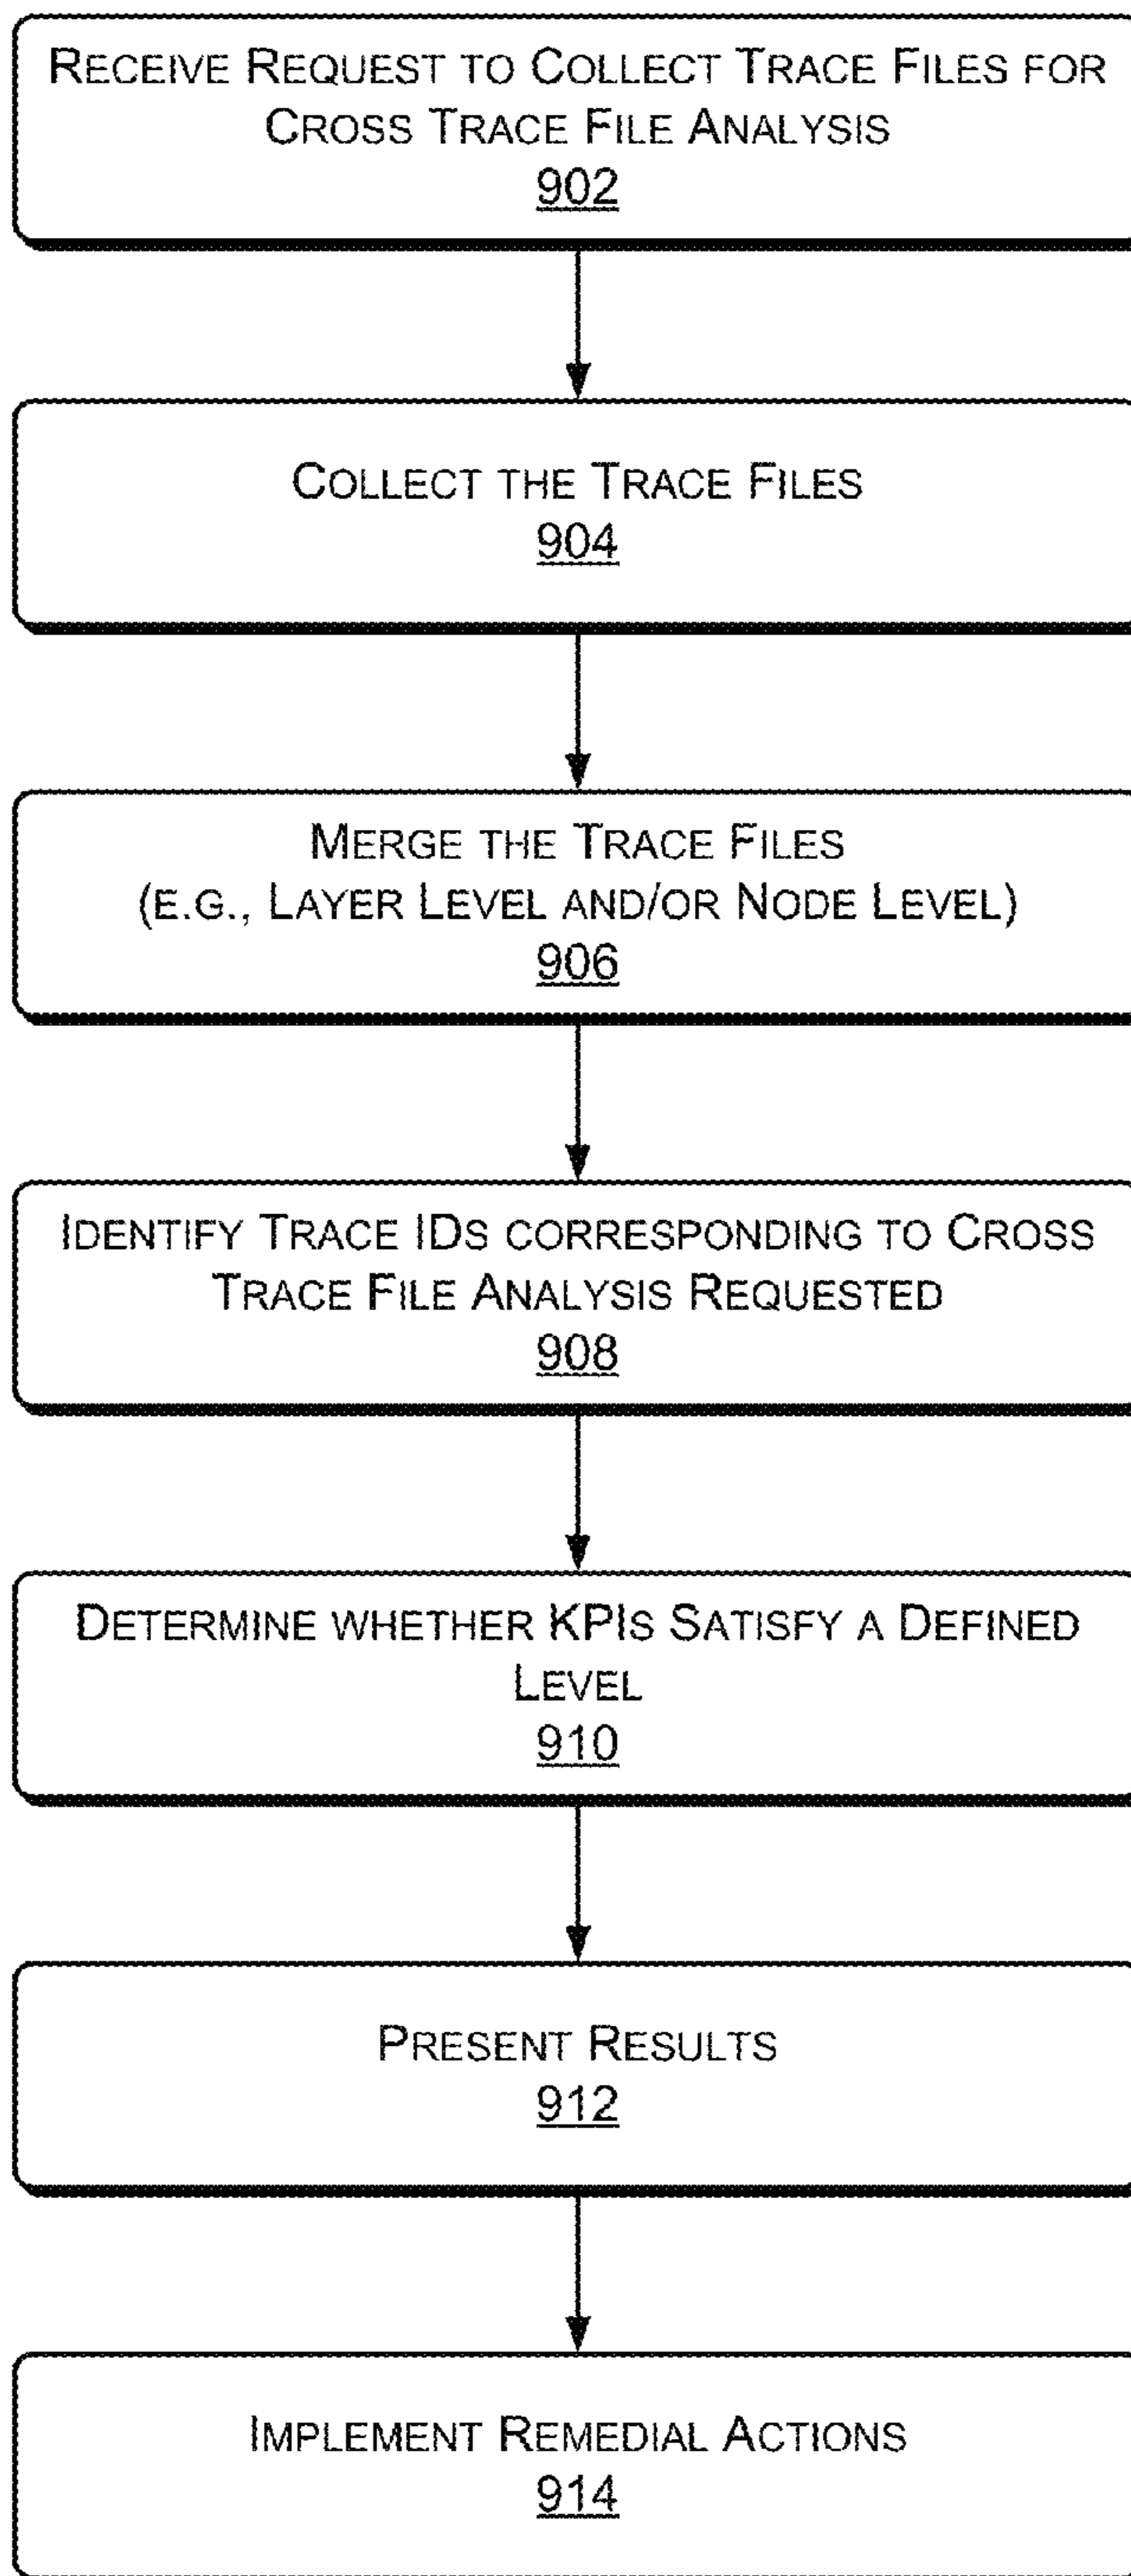 RECEIVE REQUEST TO COLLECT TRACE FILES FOR
CROSS TRACE FILE ANALYSIS
902
COLLECT THE TRACE FILES
904
MERGE THE TRACE FILES
(E.G., LAYER LEVEL AND/OR NODE LEVEL)
906
IDENTIFY TRACE IDS CORRESPONDING TO CROSS
TRACE FILE ANALYSIS REQUESTED
908
DETERMINE WHETHER KPIS SATISFY A DEFINED
LEVEL
910
PRESENT RESULTS
912
IMPLEMENT REMEDIAL ACTIONS
914